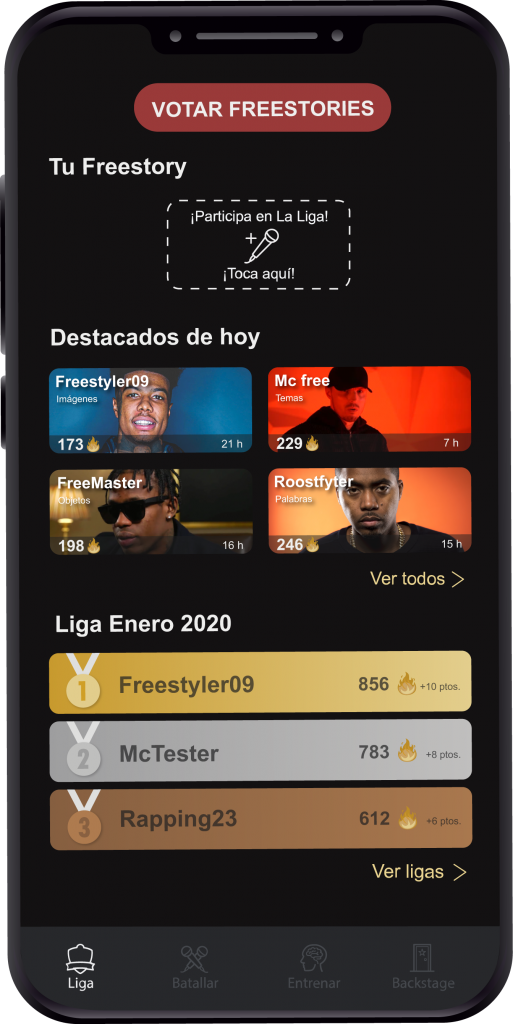 VOTAR FREESTORIES
Tu Freestory
¡Participa en La Liga!
+
¡Toca aquí!
Destacados de hoy
Freestyler09
Imágenes
173
21 h
Mc free
Temas
229
7 h
FreeMaster
Objetos
198
16 h
Roostfyter
Palabras
246
15 h
Ver todos >
Liga Enero 2020
1 Freestyler09 856 +10 ptos.
2 McTester 783 +8 ptos.
3 Rapping23 612 +6 ptos.
Ver ligas >
Liga Batallar Entrenar Backstage